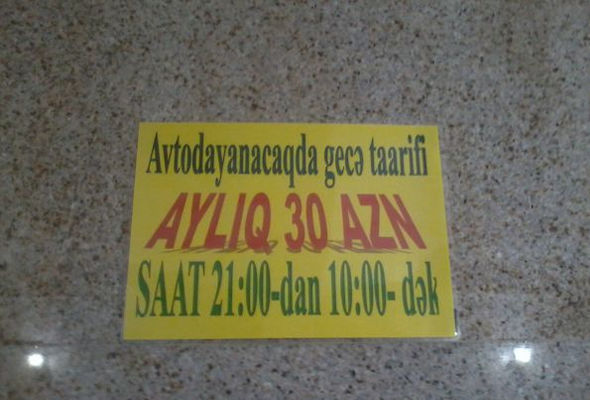 Avtodayanacaqda gecə taarifi
AYLIQ 30 AZN
SAAT 21:00-dan 10:00- dək